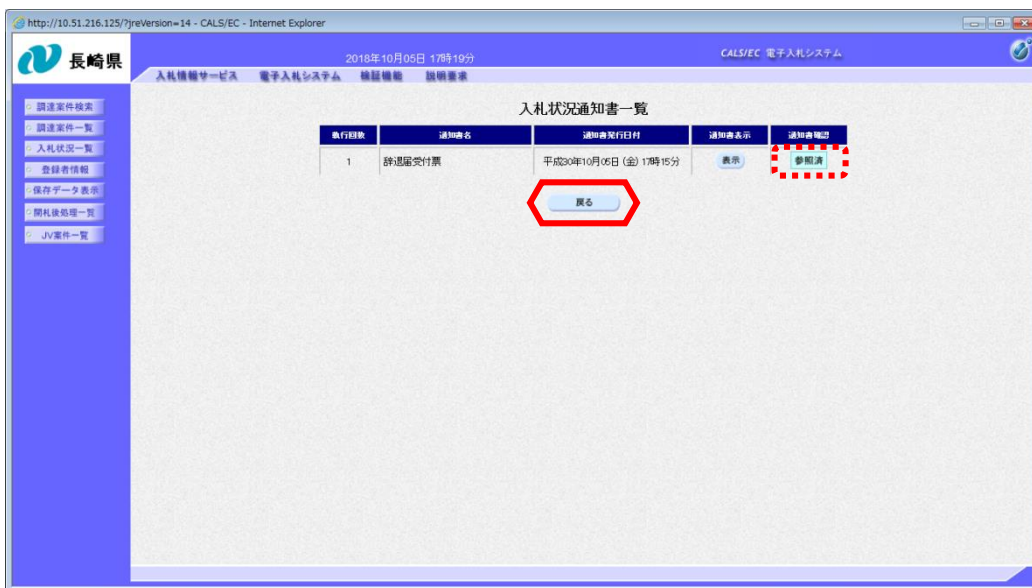 http://10.51.216.125/?jreVersion=14 - CALS/EC - Internet Explorer
長崎県
2018年10月05日 17時19分
CALS/EC 電子入札システム
入札情報サービス 電子入札システム 検証機能 説明要求
調達案件検索
調達案件一覧
入札状況一覧
登録者情報
保存データ表示
開札後処理一覧
JV案件一覧
入札状況通知書一覧
執行回数 通知書名 通知書発行日付 通知書表示 通知書確認
1 辞退届受付票 平成30年10月05日 (金) 17時15分 表示 参照済
戻る